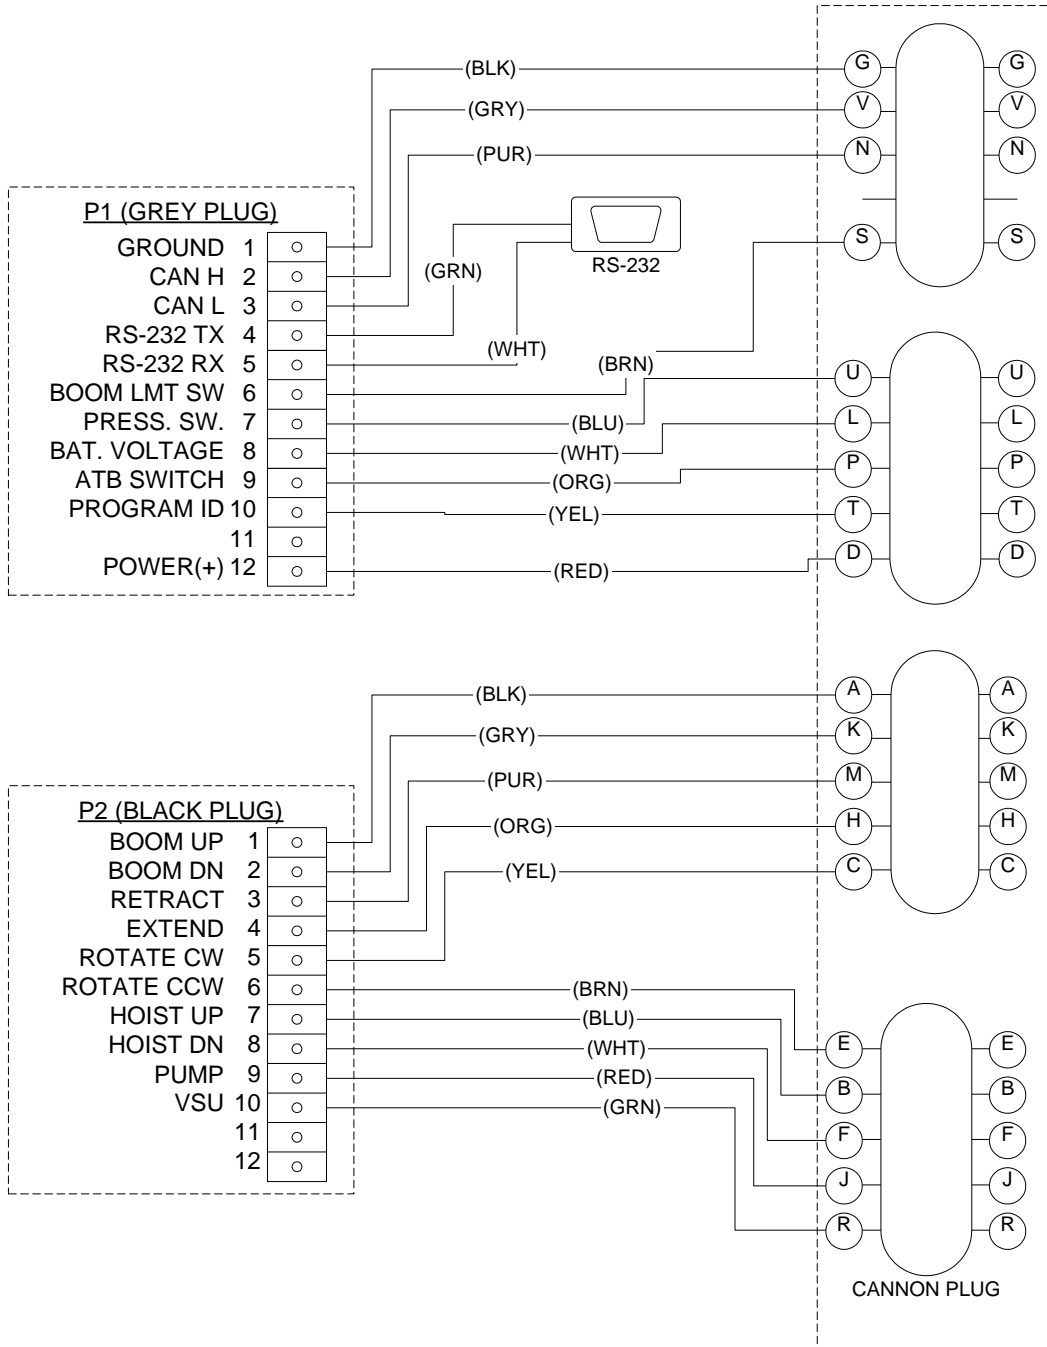 (BLK)
(GRY)
(PUR)
G G
V V
N N
S S
P1 (GREY PLUG)
GROUND 1
CAN H 2
CAN L 3
RS-232 TX 4
RS-232 RX 5
BOOM LMT SW 6
PRESS. SW. 7
BAT. VOLTAGE 8
ATB SWITCH 9
PROGRAM ID 10
11
POWER(+) 12
RS-232
(GRN)
(WHT)
(BRN)
(BLU)
(WHT)
(ORG)
(YEL)
(RED)
U U
L L
P P
T T
D D
(BLK)
(GRY)
(PUR)
(ORG)
(YEL)
A A
K K
M M
H H
C C
P2 (BLACK PLUG)
BOOM UP 1
BOOM DN 2
RETRACT 3
EXTEND 4
ROTATE CW 5
ROTATE CCW 6
HOIST UP 7
HOIST DN 8
PUMP 9
VSU 10
11
12
(BRN)
(BLU)
(WHT)
(RED)
(GRN)
E E
B B
F F
J J
R R
CANNON PLUG